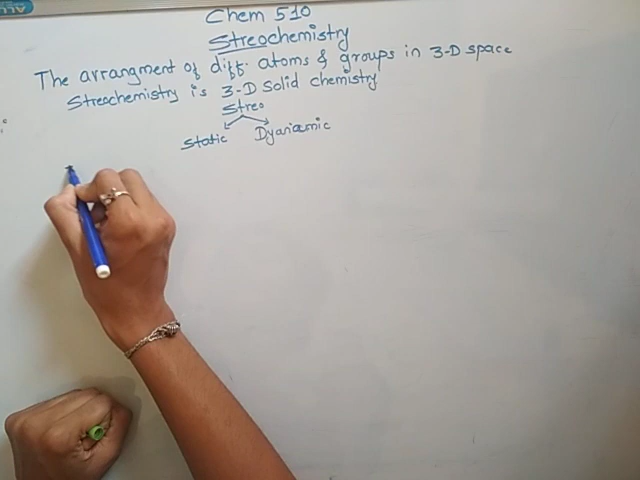 Chem 510
Streochemistry
The arrangment of diff. atoms & groups in 3-D space
Streochemistry is 3-D Solid chemistry
Streo
Static Dyanamic